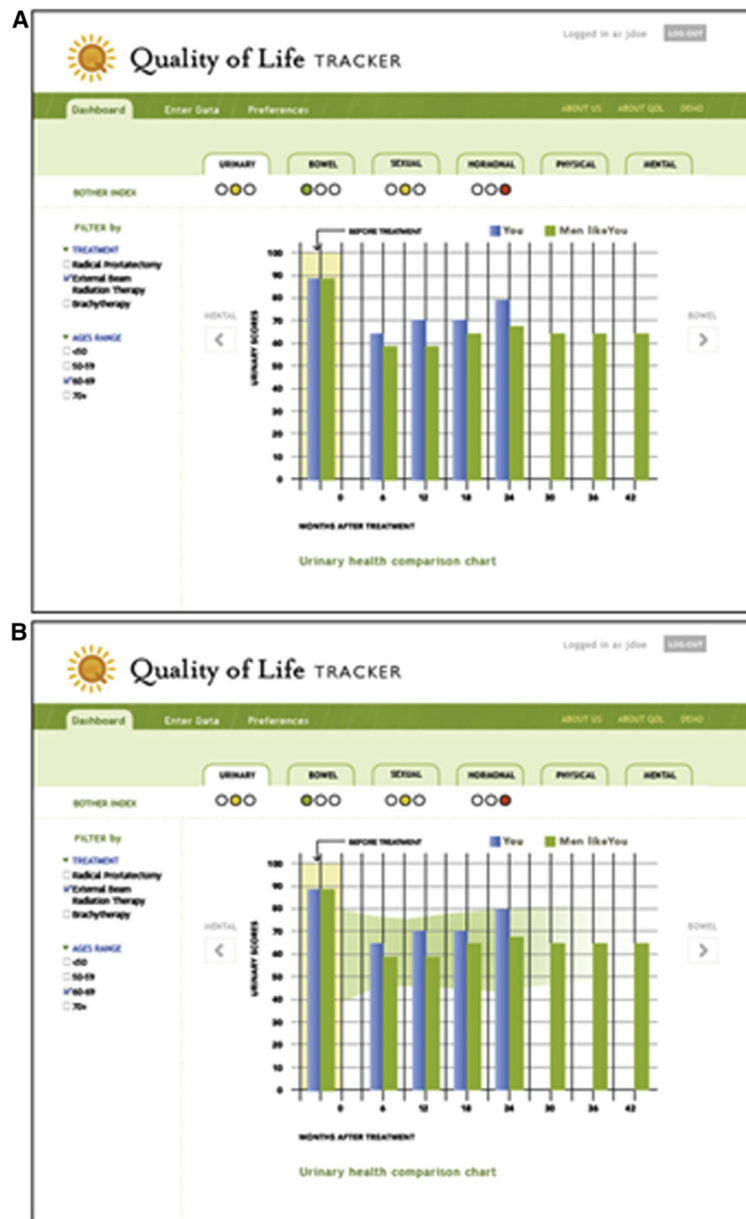 A
Logged in as jdoe LOG OUT
Quality of Life TRACKER
Dashboard Enter Data Preferences ABOUT US ABOUT QOL DEMO
URINARY BOWEL SEXUAL HORMONAL PHYSICAL MENTAL
BOTHER INDEX
FILTER by
TREATMENT
Radical Prostatectomy
External Beam
Radiation Therapy
Brachytherapy
AGES RANGE
<50
50-59
60-69
70+
MENTAL
BEFORE TREATMENT
You Men likeYou
URINARY SCORES
100
90
80
70
60
50
40
30
20
10
0
0 6 12 18 24 30 36 42
MONTHS AFTER TREATMENT
BOWEL
Urinary health comparison chart
B
Logged in as jdoe LOG OUT
Quality of Life TRACKER
Dashboard Enter Data Preferences ABOUT US ABOUT QOL DEMO
URINARY BOWEL SEXUAL HORMONAL PHYSICAL MENTAL
BOTHER INDEX
FILTER by
TREATMENT
Radical Prostatectomy
External Beam
Radiation Therapy
Brachytherapy
AGES RANGE
<50
50-59
60-69
70+
MENTAL
BEFORE TREATMENT
You Men likeYou
URINARY SCORES
100
90
80
70
60
50
40
30
20
10
0
0 6 12 18 24 30 36 42
MONTHS AFTER TREATMENT
BOWEL
Urinary health comparison chart